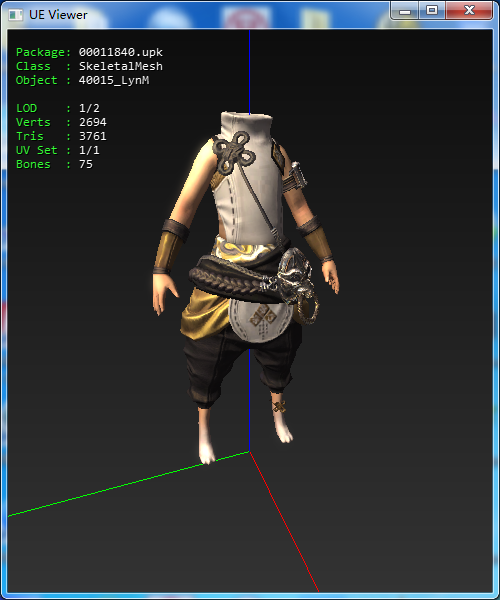 UE Viewer
Package: 00011840.upk
Class : SkeletalMesh
Object : 40015_LynM
LOD : 1/2
Verts : 2694
Tris : 3761
UV Set : 1/1
Bones : 75